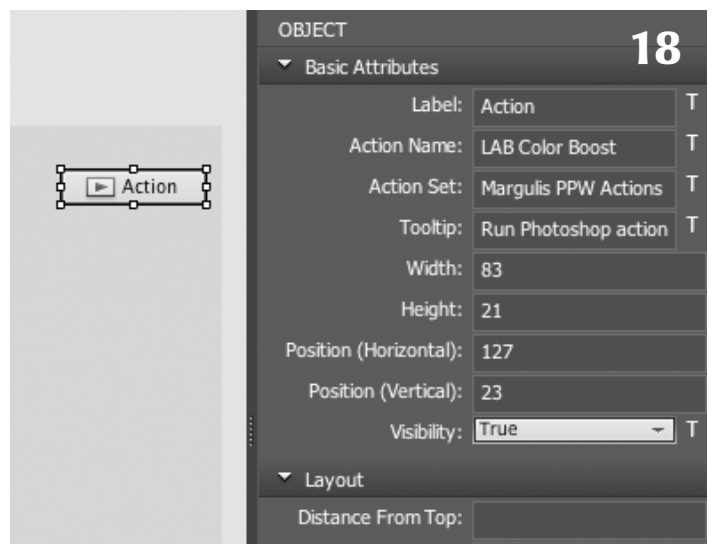 OBJECT
18
Basic Attributes
Label: Action T
Action Name: LAB Color Boost T
Action Set: Margulis PPW Actions T
Tooltip: Run Photoshop action T
Width: 83
Height: 21
Position (Horizontal): 127
Position (Vertical): 23
Visibility: True T
Layout
Distance From Top:
Action